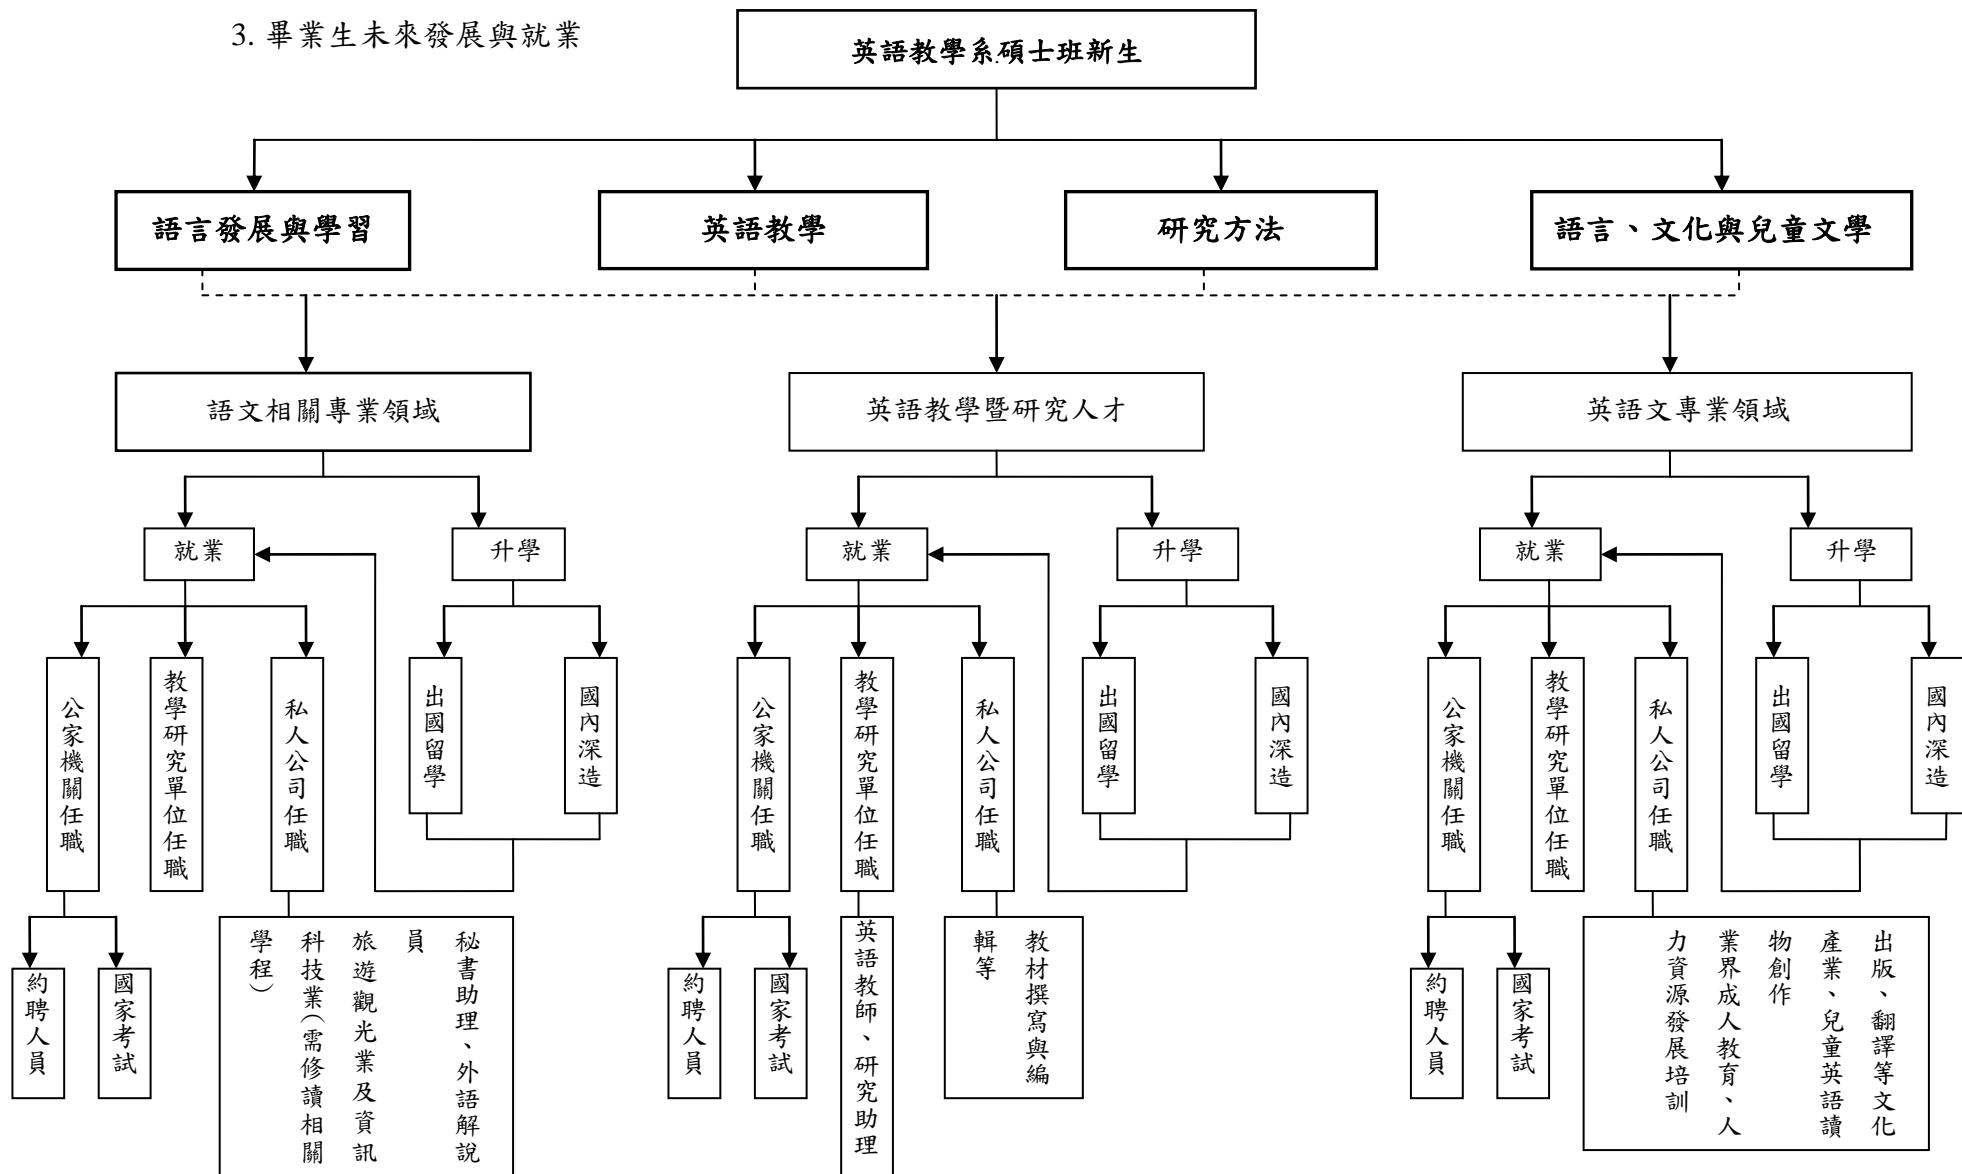 3. 畢業生未來發展與就業
英語教學系碩士班新生
語言發展與學習
英語教學
研究方法
語言、文化與兒童文學
語文相關專業領域
英語教學暨研究人才
英語文專業領域
就業
升學
就業
升學
就業
升學
公家機關任職
教學研究單位任職
私人公司任職
出國留學
國內深造
公家機關任職
教學研究單位任職
私人公司任職
出國留學
國內深造
公家機關任職
教學研究單位任職
私人公司任職
出國留學
國內深造
約聘人員
國家考試
秘書助理、外語解說
員
旅遊觀光業及資訊
科技業(需修讀相關
學程)
約聘人員
國家考試
英語教師、研究助理
教材撰寫與編
輯等
約聘人員
國家考試
出版、翻譯等文化
產業、兒童英語讀
物創作
業界成人教育、人
力資源發展培訓